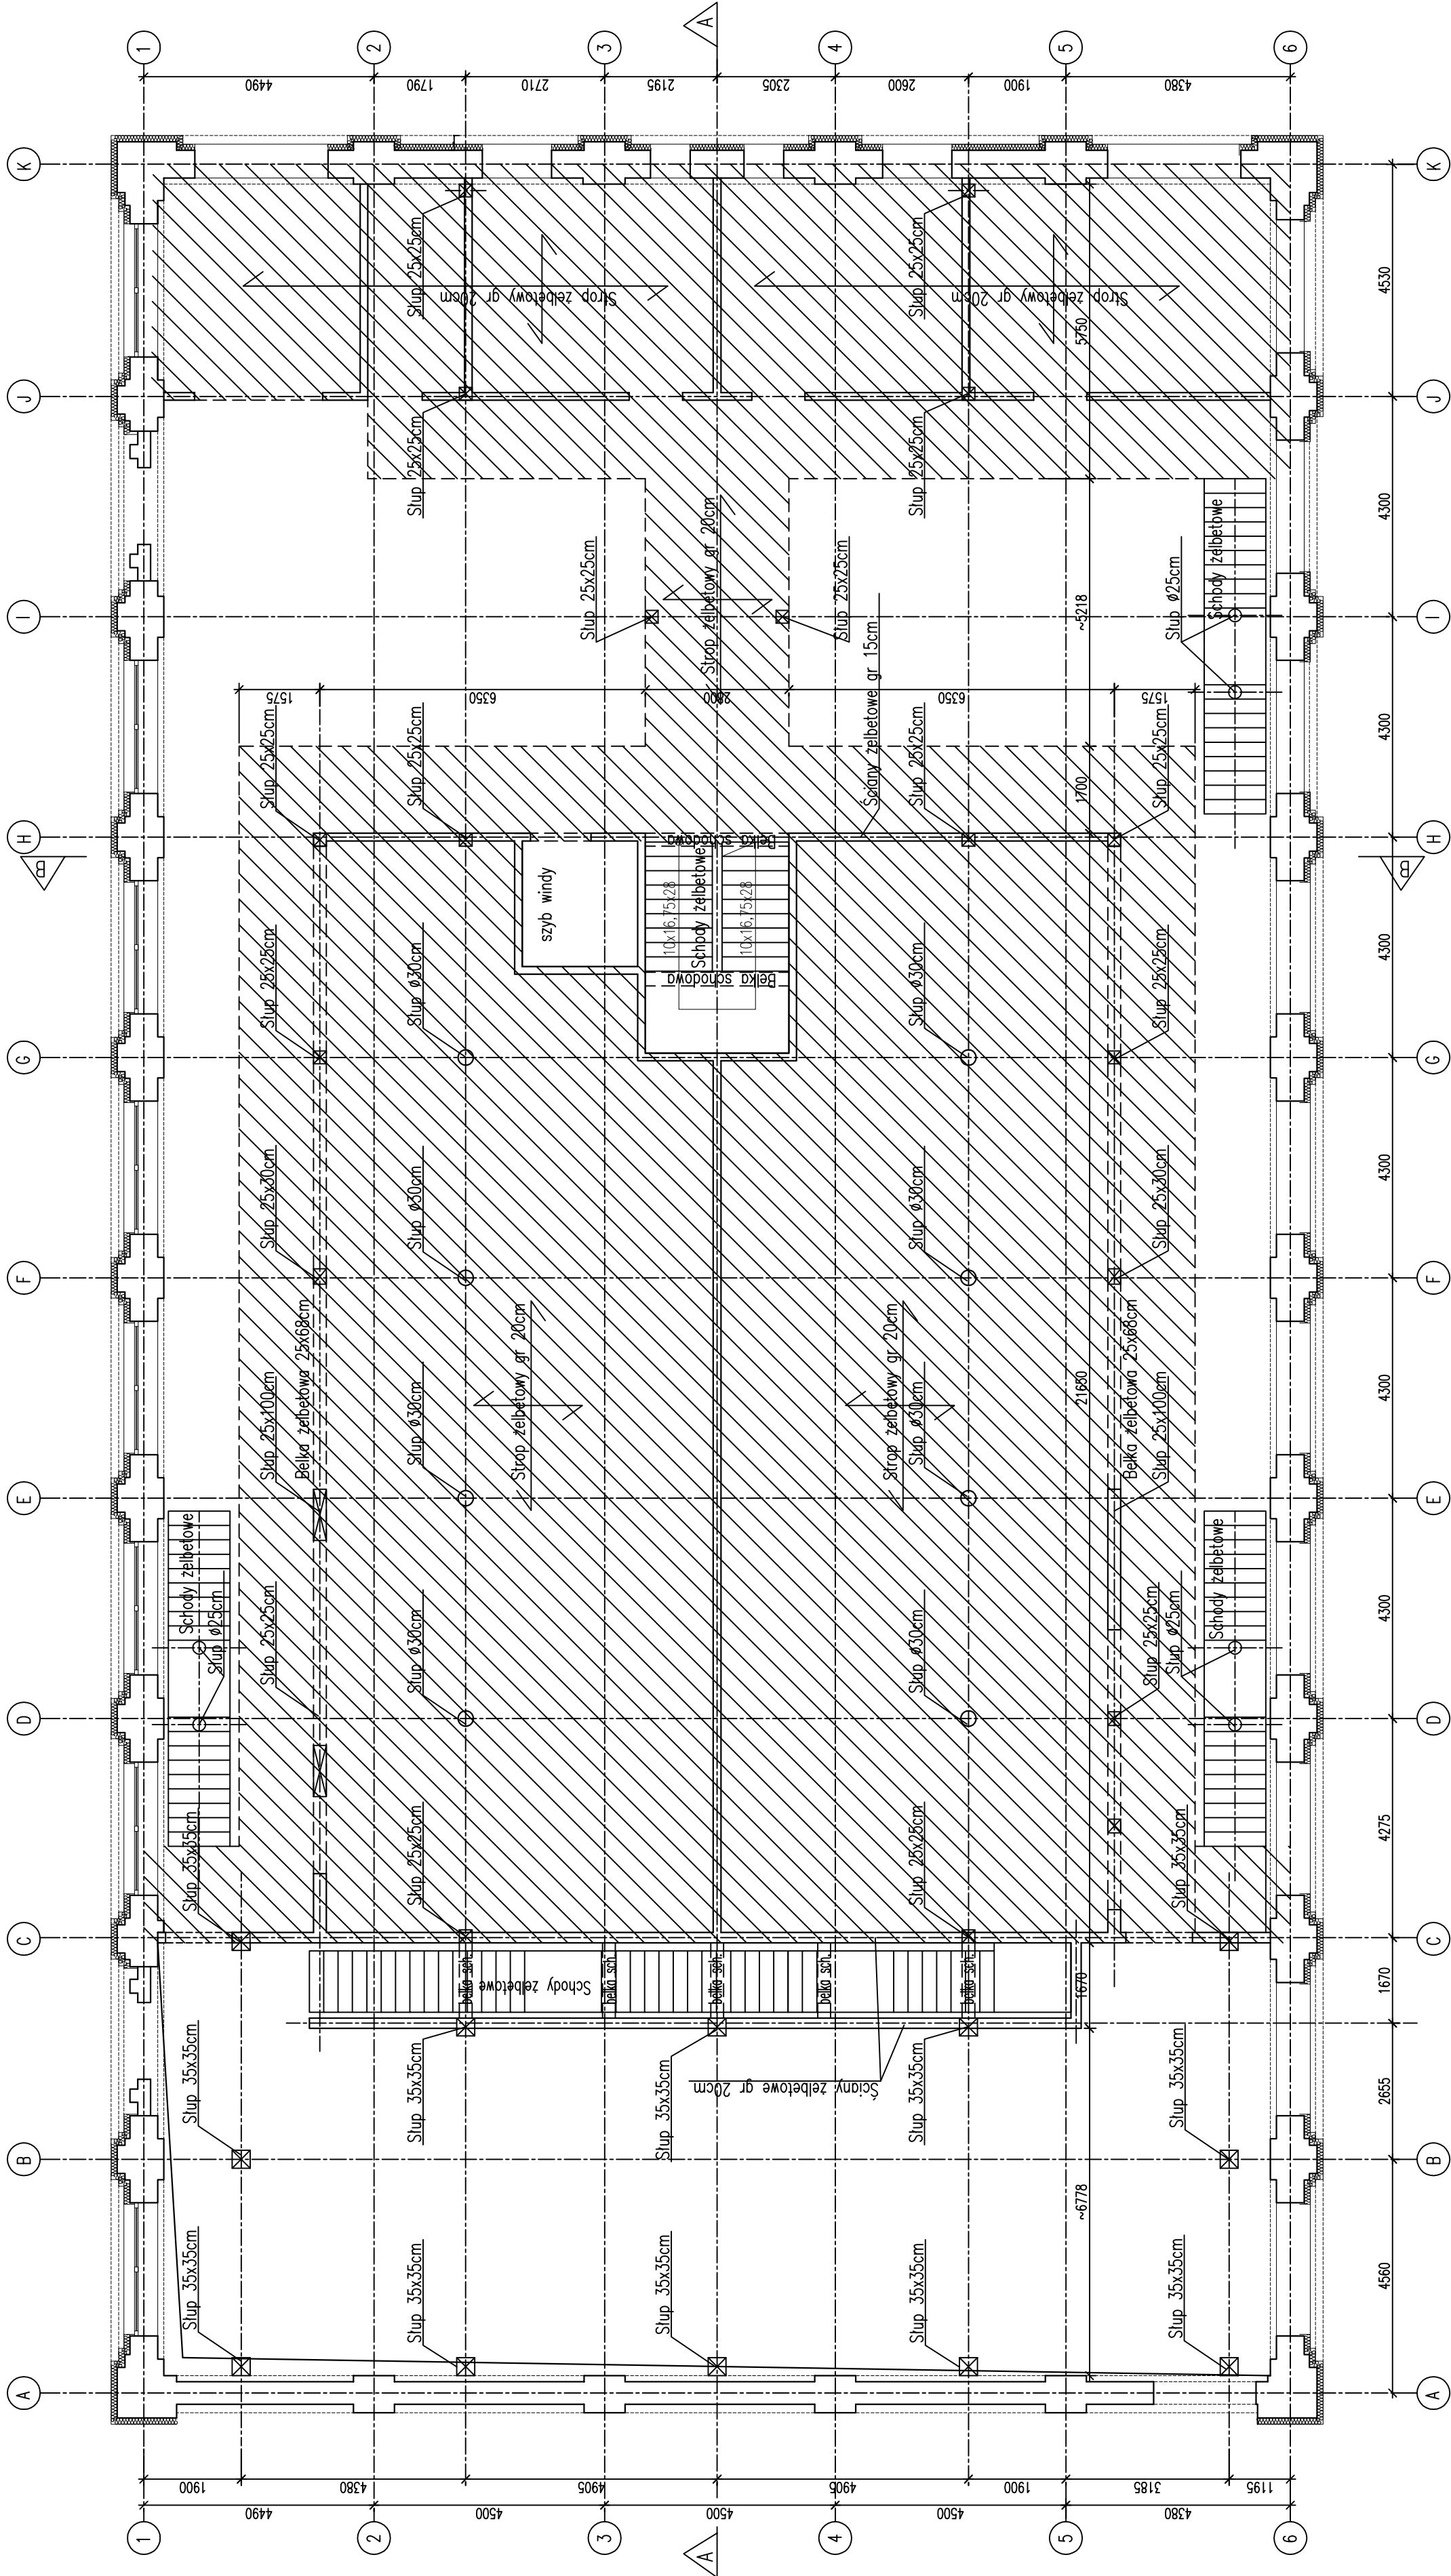 1
2
3
A
4
5
6
4490
1790
2710
2195
2305
2600
1900
4380
K
K
Słup 25x25cm
Słup 25x25cm
Strop żelbetowy gr 20cm
Strop żelbetowy gr 20cm
4530
5750
J
J
Słup 25x25cm
Słup 25x25cm
Strop żelbetowy gr 20cm
Schody żelbetowe
4300
Słup 25x25cm
Słup 25x25cm
Słup Ø25cm
I
I
~5218
Ściany żelbetowe gr 15cm
1575
6350
2800
6350
1575
4300
Słup 25x25cm
Słup 25x25cm
Słup 25x25cm
Słup 25x25cm
1700
H
H
B
B
Belka schodowa
szyb windy
10x16,75x28
Schody żelbetowe
10x16,75x28
Belka schodowa
4300
Słup 25x25cm
Słup Ø30cm
Słup Ø30cm
Słup 25x25cm
G
G
4300
Słup 25x30cm
Słup Ø30cm
Słup Ø30cm
Słup 25x30cm
F
F
Belka żelbetowa 25x68cm
Strop żelbetowy gr 20cm
Strop żelbetowy gr 20cm
Belka żelbetowa 25x68cm
4300
Słup 25x100cm
Słup Ø30cm
Słup Ø30cm
21650
Słup 25x100cm
E
E
Schody żelbetowe
Schody żelbetowe
4300
Słup Ø25cm
Słup 25x25cm
Słup Ø30cm
Słup Ø30cm
Słup 25x25cm
Słup Ø25cm
D
D
4275
Słup 35x35cm
Słup 25x25cm
Słup 25x25cm
Słup 35x35cm
C
C
belka sch.
Schody żelbetowe
belka sch.
belka sch.
belka sch.
belka sch.
1670
1670
Słup 35x35cm
Słup 35x35cm
Słup 35x35cm
Ściany żelbetowe gr 20cm
Słup 35x35cm
Słup 35x35cm
2655
B
B
~6778
Słup 35x35cm
Słup 35x35cm
Słup 35x35cm
Słup 35x35cm
Słup 35x35cm
4560
A
A
1900
4380
4905
4905
1900
3185
1195
4490
4500
4500
4500
4380
1
2
3
A
4
5
6